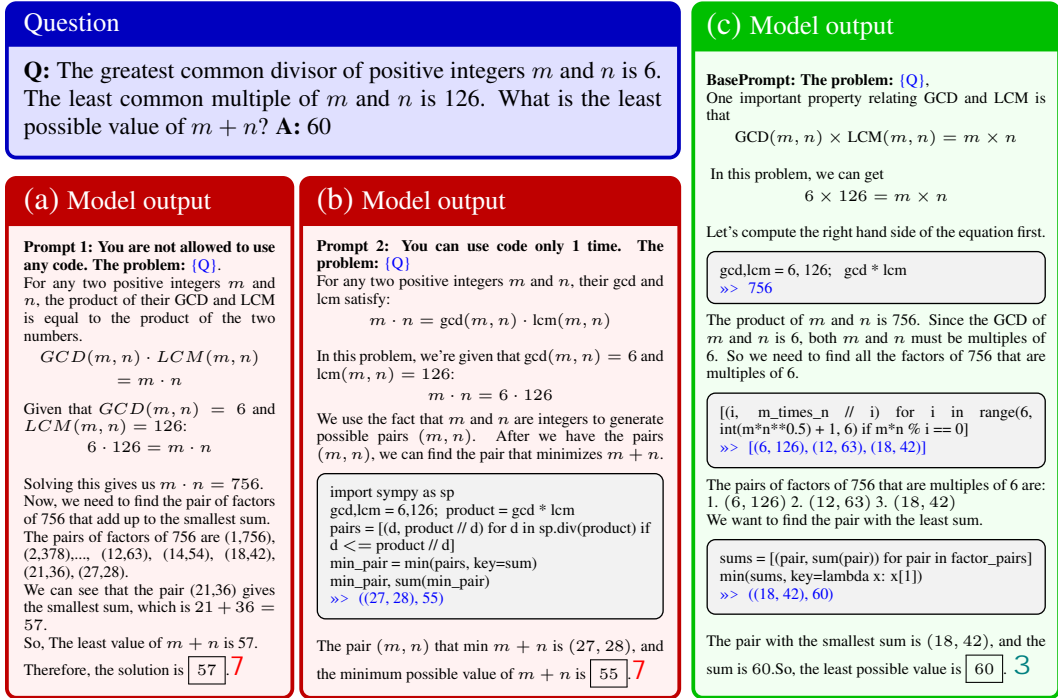 Question
Q: The greatest common divisor of positive integers m and n is 6.
The least common multiple of m and n is 126. What is the least
possible value of m + n? A: 60
(a) Model output
Prompt 1: You are not allowed to use
any code. The problem: {Q}.
For any two positive integers m and
n, the product of their GCD and LCM
is equal to the product of the two
numbers.
GCD(m, n) · LCM(m, n)
= m · n
Given that GCD(m, n) = 6 and
LCM(m, n) = 126:
6 · 126 = m · n
Solving this gives us m · n = 756.
Now, we need to find the pair of factors
of 756 that add up to the smallest sum.
The pairs of factors of 756 are (1,756),
(2,378),..., (12,63), (14,54), (18,42),
(21,36), (27,28).
We can see that the pair (21,36) gives
the smallest sum, which is 21 + 36 =
57.
So, The least value of m + n is 57.
Therefore, the solution is 57 .7
(b) Model output
Prompt 2: You can use code only 1 time. The
problem: {Q}
For any two positive integers m and n, their gcd and
lcm satisfy:
m · n = gcd(m, n) · lcm(m, n)
In this problem, we're given that gcd(m, n) = 6 and
lcm(m, n) = 126:
m · n = 6 · 126
We use the fact that m and n are integers to generate
possible pairs (m, n). After we have the pairs
(m, n), we can find the pair that minimizes m + n.
import sympy as sp
gcd,lcm = 6,126; product = gcd * lcm
pairs = [(d, product // d) for d in sp.div(product) if
d <= product // d]
min_pair = min(pairs, key=sum)
min_pair, sum(min_pair)
»> ((27, 28), 55)
The pair (m, n) that min m + n is (27, 28), and
the minimum possible value of m + n is 55 .7
(c) Model output
BasePrompt: The problem: {Q},
One important property relating GCD and LCM is
that
GCD(m, n) × LCM(m, n) = m × n
In this problem, we can get
6 × 126 = m × n
Let's compute the right hand side of the equation first.
gcd,lcm = 6, 126; gcd * lcm
»> 756
The product of m and n is 756. Since the GCD of
m and n is 6, both m and n must be multiples of
6. So we need to find all the factors of 756 that are
multiples of 6.
[(i, m_times_n // i) for i in range(6,
int(m*n**0.5) + 1, 6) if m*n % i == 0]
»> [(6, 126), (12, 63), (18, 42)]
The pairs of factors of 756 that are multiples of 6 are:
1. (6, 126) 2. (12, 63) 3. (18, 42)
We want to find the pair with the least sum.
sums = [(pair, sum(pair)) for pair in factor_pairs]
min(sums, key=lambda x: x[1])
»> ((18, 42), 60)
The pair with the smallest sum is (18, 42), and the
sum is 60.So, the least possible value is 60 . 3